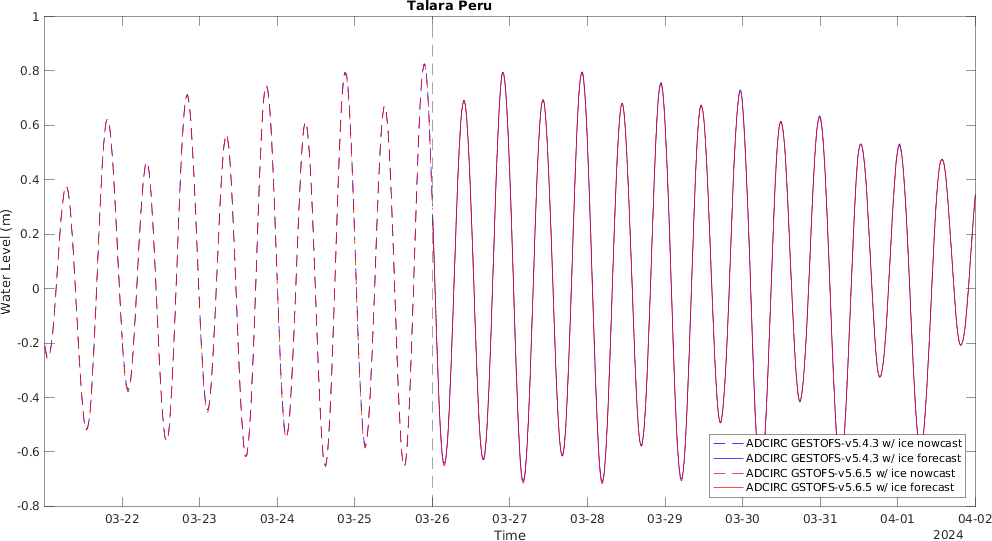 Talara Peru
1
0.8
0.6
0.4
0.2
0
-0.2
-0.4
-0.6
-0.8
Water Level (m)
03-22 03-23 03-24 03-25 03-26 03-27 03-28 03-29 03-30 03-31 04-01 04-02
Time
2024
ADCIRC GESTOFS-v5.4.3 w/ ice nowcast
ADCIRC GESTOFS-v5.4.3 w/ ice forecast
ADCIRC GSTOFS-v5.6.5 w/ ice nowcast
ADCIRC GSTOFS-v5.6.5 w/ ice forecast